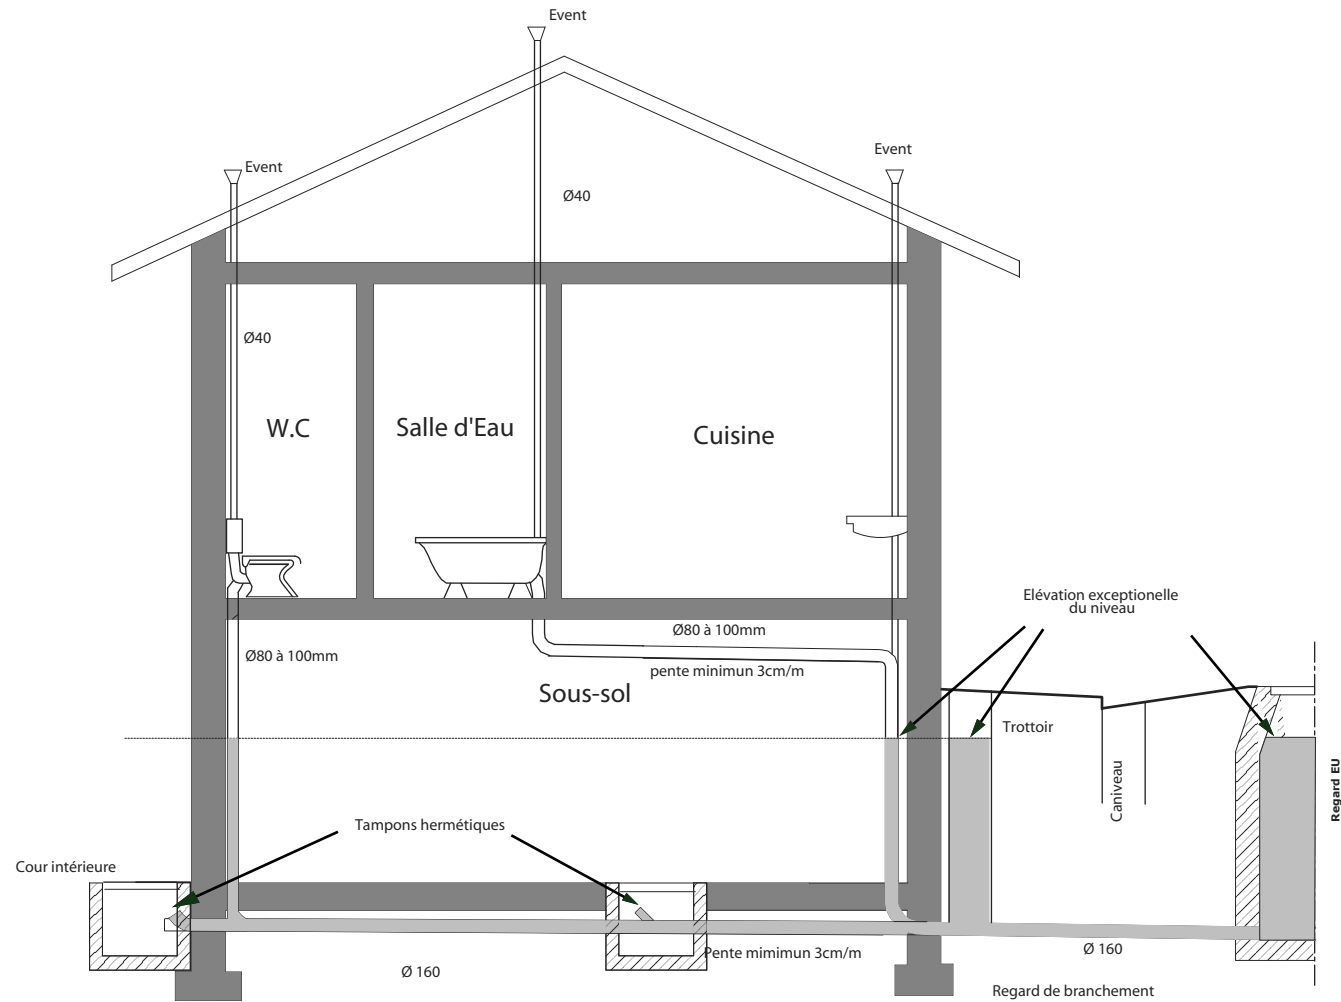 Event
Event
Event
Ø40
Ø40
W.C
Salle d'Eau
Cuisine
Elévation exceptionelle
du niveau
Ø80 à 100mm
Ø80 à 100mm
pente minimun 3cm/m
Sous-sol
Trottoir
Caniveau
Regard EU
Tampons hermétiques
Cour intérieure
Pente mimimun 3cm/m
Ø 160
Ø 160
Regard de branchement